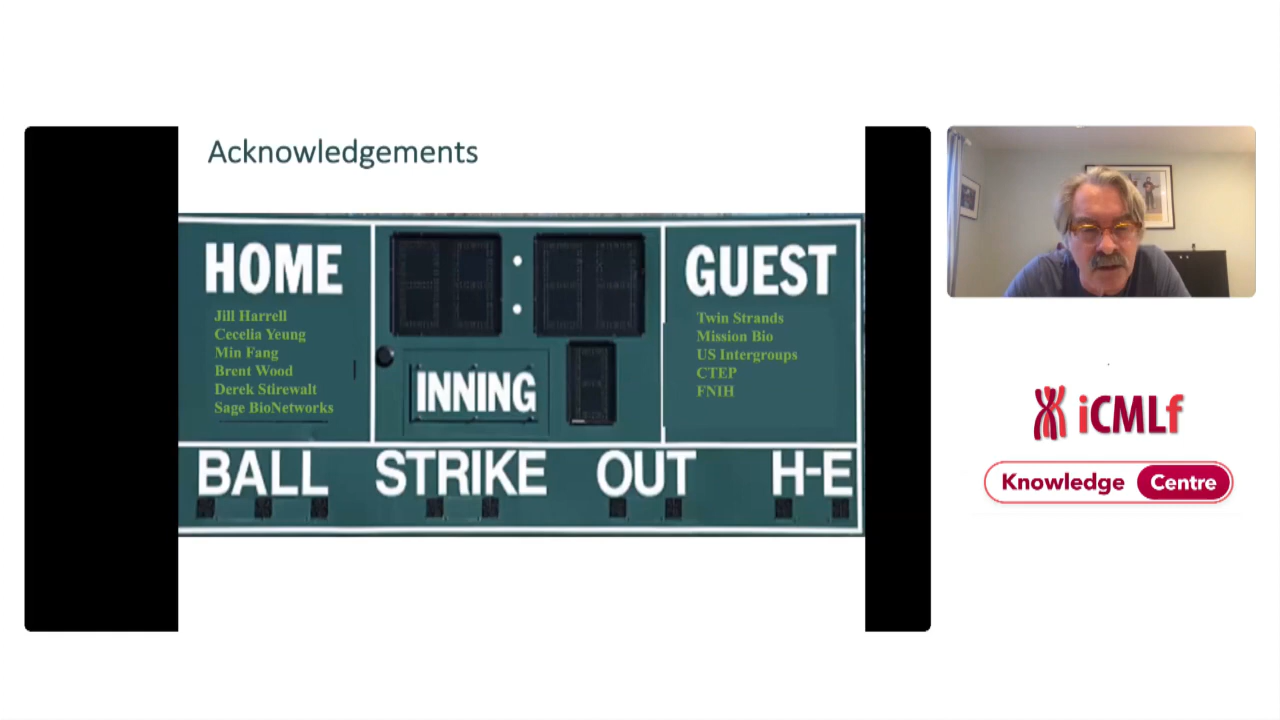 Acknowledgements
HOME
Jill Harrell
Cecelia Yeung
Min Fang
Brent Wood
Derek Stirewalt
Sage BioNetworks
INNING
GUEST
Twin Strands
Mission Bio
US Intergroups
CTEP
FNIH
BALL STRIKE OUT H-E
iCMLf
Knowledge Centre